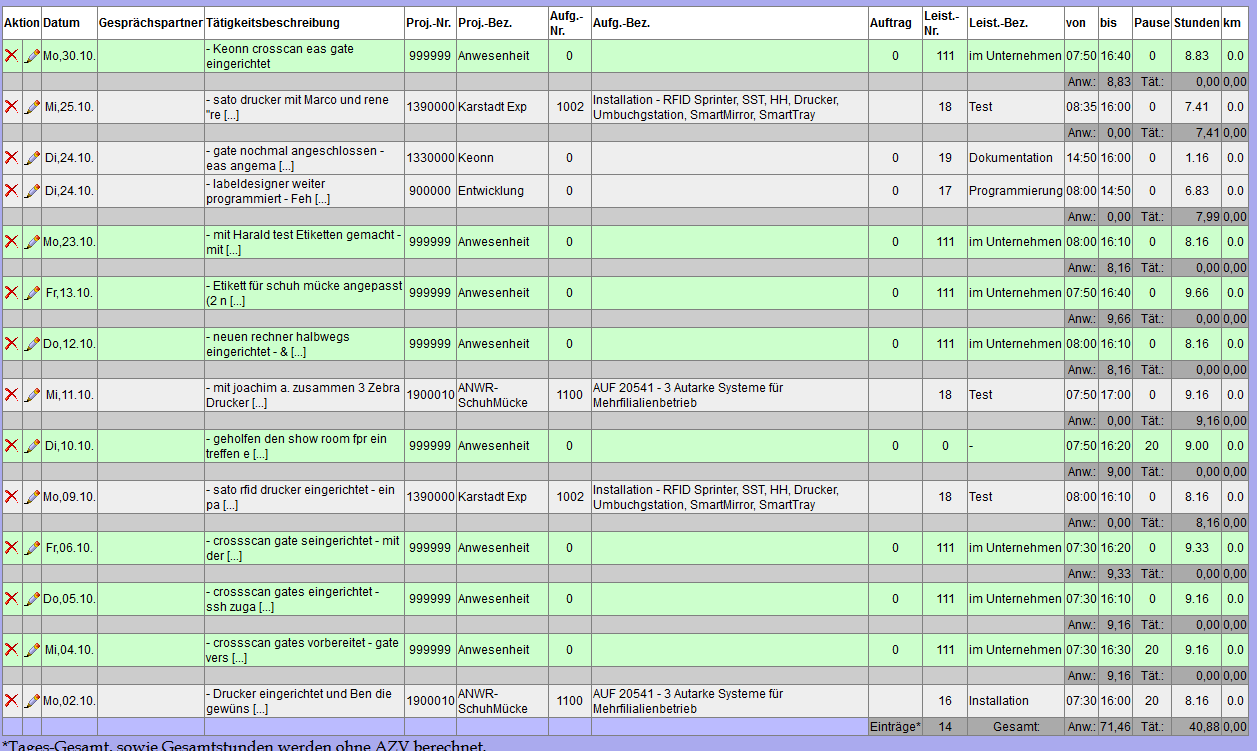 Aktion Datum Gesprächspartner Tätigkeitsbeschreibung Proj.-Nr. Proj.-Bez. Aufg.-Nr. Aufg.-Bez. Auftrag Leist.-Nr. Leist.-Bez. von bis Pause Stunden km
Mo,30.10. - Keonn crosscan eas gate eingerichtet 999999 Anwesenheit 0 0 111 im Unternehmen 07:50 16:40 0 8.83 0.0
Anw.: 8,83 Tät.: 0,00 0,00
Mi,25.10. - sato drucker mit Marco und rene "re [...] 1390000 Karstadt Exp 1002 Installation - RFID Sprinter, SST, HH, Drucker, Umbuchgstation, SmartMirror, SmartTray 18 Test 08:35 16:00 0 7.41 0.0
Anw.: 0,00 Tät.: 7,41 0,00
Di,24.10. - gate nochmal angeschlossen - eas angema [...] 1330000 Keonn 0 0 19 Dokumentation 14:50 16:00 0 1.16 0.0
Di,24.10. - labeldesigner weiter programmiert - Feh [...] 900000 Entwicklung 0 0 17 Programmierung 08:00 14:50 0 6.83 0.0
Anw.: 0,00 Tät.: 7,99 0,00
Mo,23.10. - mit Harald test Etiketten gemacht - mit [...] 999999 Anwesenheit 0 0 111 im Unternehmen 08:00 16:10 0 8.16 0.0
Anw.: 8,16 Tät.: 0,00 0,00
Fr,13.10. - Etikett für schuh mücke angepasst (2 n [...] 999999 Anwesenheit 0 0 111 im Unternehmen 07:50 16:40 0 9.66 0.0
Anw.: 9,66 Tät.: 0,00 0,00
Do,12.10. - neuen rechner halbwegs eingerichtet - & [...] 999999 Anwesenheit 0 0 111 im Unternehmen 08:00 16:10 0 8.16 0.0
Anw.: 8,16 Tät.: 0,00 0,00
Mi,11.10. - mit joachim a. zusammen 3 Zebra Drucker [...] 1900010 ANWR-SchuhMücke 1100 AUF 20541 - 3 Autarke Systeme für Mehrfilialenbetrieb 18 Test 07:50 17:00 0 9.16 0.0
Anw.: 0,00 Tät.: 9,16 0,00
Di,10.10. - geholfen den show room fpr ein treffen e [...] 999999 Anwesenheit 0 0 0 - 07:50 16:20 20 9.00 0.0
Anw.: 9,00 Tät.: 0,00 0,00
Mo,09.10. - sato rfid drucker eingerichtet - ein pa [...] 1390000 Karstadt Exp 1002 Installation - RFID Sprinter, SST, HH, Drucker, Umbuchgstation, SmartMirror, SmartTray 18 Test 08:00 16:10 0 8.16 0.0
Anw.: 0,00 Tät.: 8,16 0,00
Fr,06.10. - crossscan gate seingerichtet - mit der [...] 999999 Anwesenheit 0 0 111 im Unternehmen 07:30 16:20 0 9.33 0.0
Anw.: 9,33 Tät.: 0,00 0,00
Do,05.10. - crossscan gates eingerichtet - ssh zuga [...] 999999 Anwesenheit 0 0 111 im Unternehmen 07:30 16:10 0 9.16 0.0
Anw.: 9,16 Tät.: 0,00 0,00
Mi,04.10. - crossscan gates vorbereitet - gate vers [...] 999999 Anwesenheit 0 0 111 im Unternehmen 07:30 16:30 20 9.16 0.0
Anw.: 9,16 Tät.: 0,00 0,00
Mo,02.10. - Drucker eingerichtet und Ben die gewüns [...] 1900010 ANWR-SchuhMücke 1100 AUF 20541 - 3 Autarke Systeme für Mehrfilialenbetrieb 16 Installation 07:30 16:00 20 8.16 0.0
Einträge* 14 Gesamt: Anw.: 71,46 Tät.: 40,88 0,00
*Tages-Gesamt, sowie Gesamtstunden werden ohne AZV berechnet.